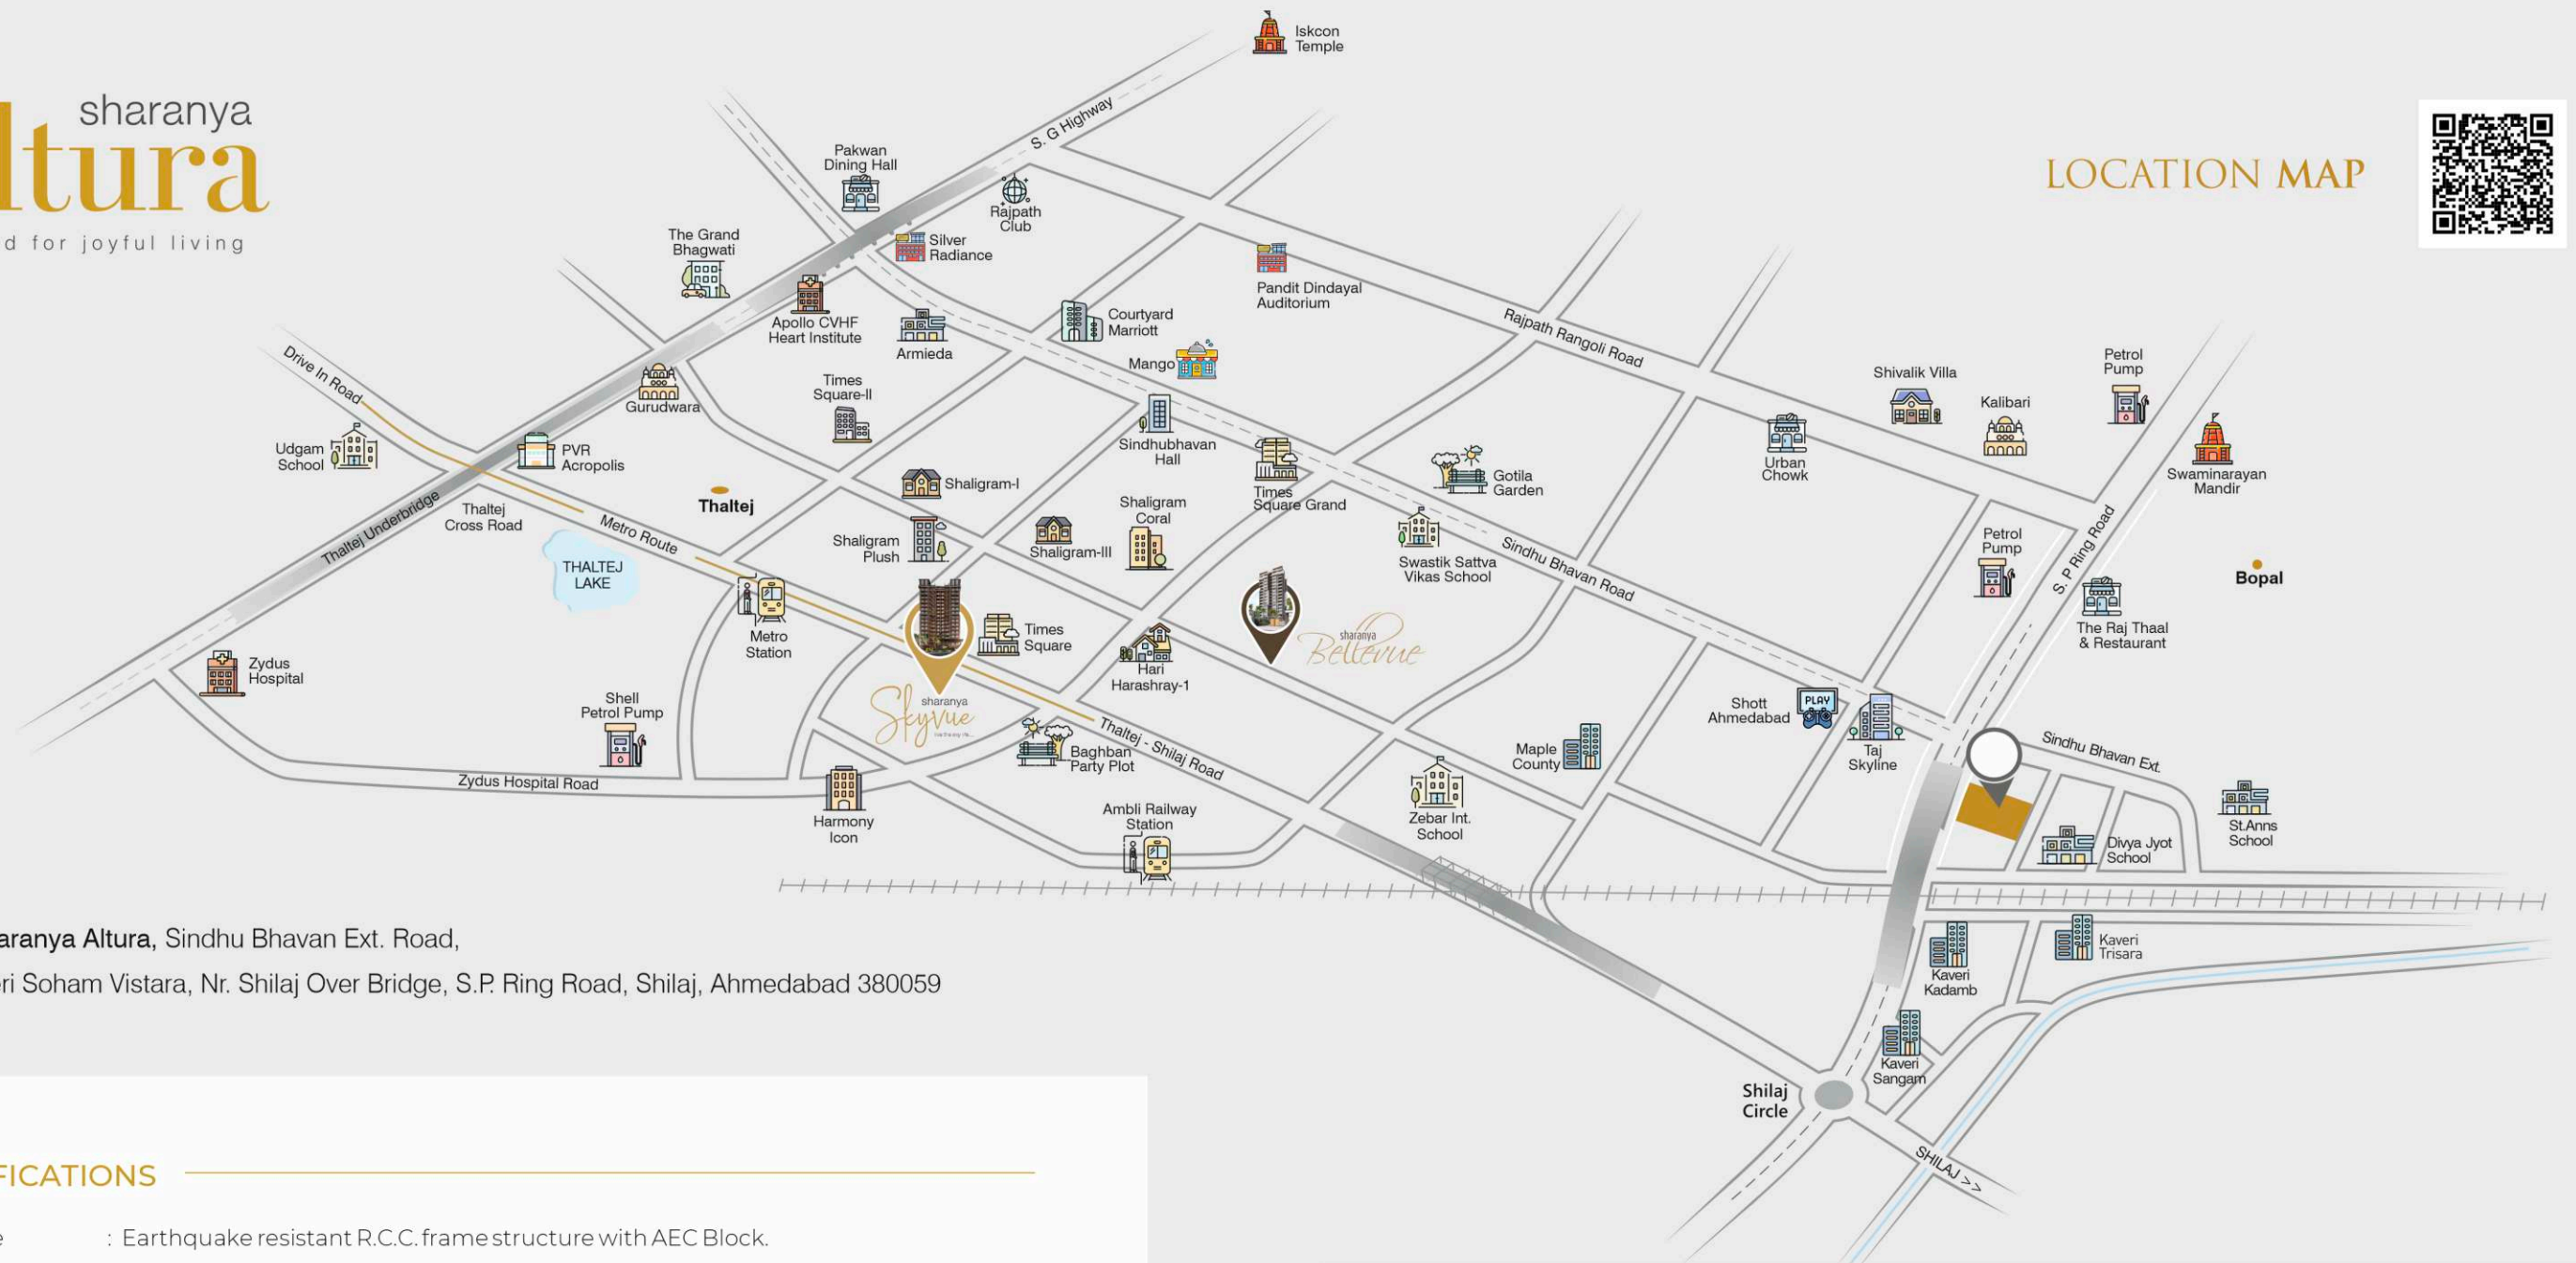 sharanya
ltura
d for joyful living
LOCATION MAP
Iskcon
Temple
S. G Highway
Pakwan
Dining Hall
Rajpath
Club
Silver
Radiance
The Grand
Bhagwati
Apollo CVHF
Heart Institute
Armieda
Courtyard
Marriott
Pandit Dindayal
Auditorium
Mango
Rajpath Rangoli Road
Drive In Road
Gurudwara
Times
Square-II
Sindhubhavan
Hall
Shivalik Villa
Kalibari
Petrol
Pump
Udgam
School
PVR
Acropolis
Thaltej
Shaligram-I
Times
Square Grand
Gotila
Garden
Urban
Chowk
Swaminarayan
Mandir
Thaltej Underbridge
Thaltej
Cross Road
Metro Route
Shaligram
Plush
Shaligram-III
Shaligram
Coral
Swastik Sattva
Vikas School
Sindhu Bhavan Road
Petrol
Pump
S. P Ring Road
Bopal
THALTEJ
LAKE
Metro
Station
Times
Square
Hari
Harashray-1
sharanya
Bellevue
The Raj Thaal
& Restaurant
Zydus
Hospital
Shell
Petrol Pump
sharanya
Skyvue
Baghban
Party Plot
Thaltej - Shilaj Road
Maple
County
Shott
Ahmedabad
PLAY
Taj
Skyline
Sindhu Bhavan Ext.
Zydus Hospital Road
Harmony
Icon
Ambli Railway
Station
Zebar Int.
School
St.Anns
School
Divya Jyot
School
aranya Altura, Sindhu Bhavan Ext. Road,
ri Soham Vistara, Nr. Shilaj Over Bridge, S.P. Ring Road, Shilaj, Ahmedabad 380059
Kaveri
Kadamb
Kaveri
Trisara
Kaveri
Sangam
Shilaj
Circle
SHILAJ >>
FICATIONS
e : Earthquake resistant R.C.C. frame structure with AEC Block.